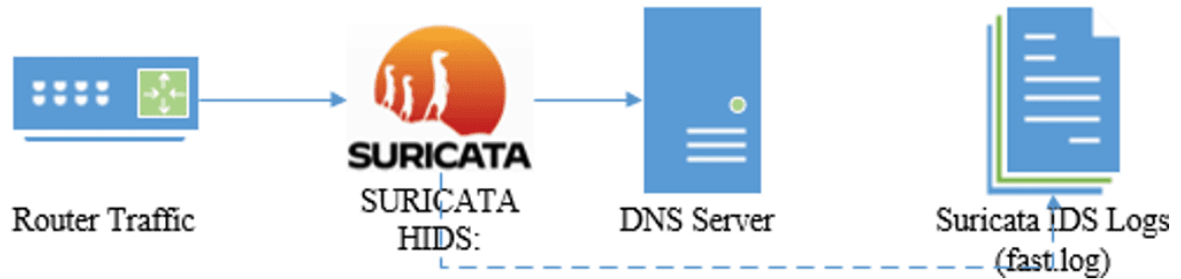 SURICATA
Router Traffic
SURICATA
HIDS:
DNS Server
Suricata IDS Logs
(fast.log)